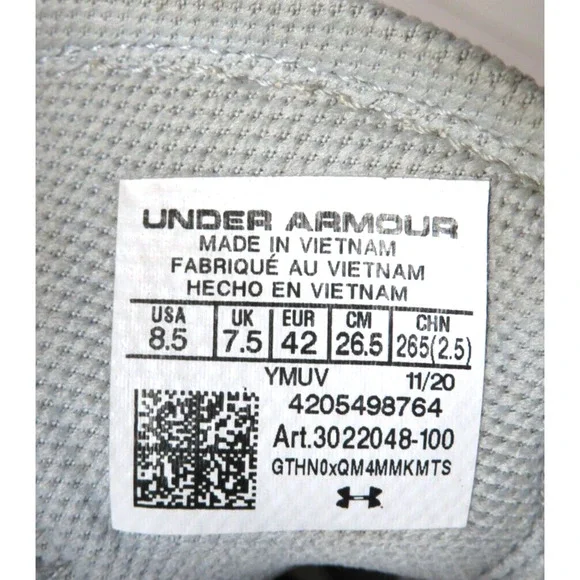 UNDER ARMOUR
MADE IN VIETNAM
FABRIQUÉ AU VIETNAM
HECHO EN VIETNAM
USA UK EUR CM CHN
8.5 7.5 42 26.5 265(2.5)
YMUV 11/20
4205498764
Art.3022048-100
GTHN0xQM4MMKMTS